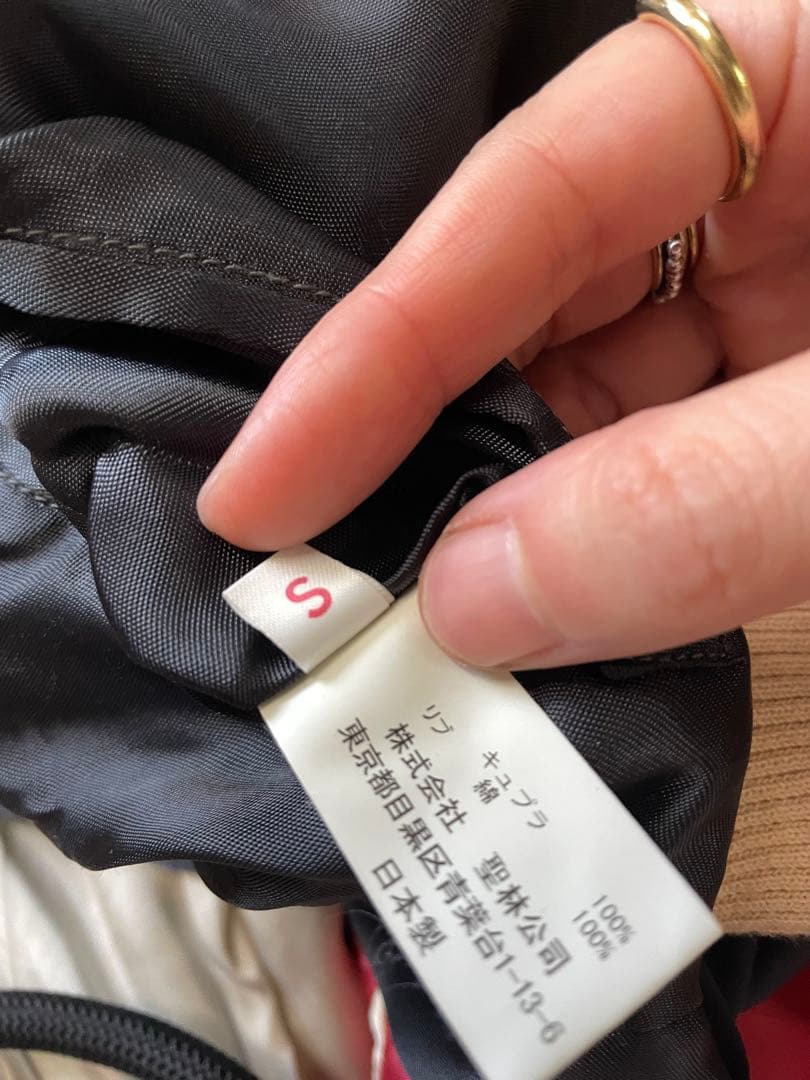 S
キュプラ 100%
リブ 綿 100%
株式会社 聖林公司
東京都目黒区青葉台1-13-6
日本製